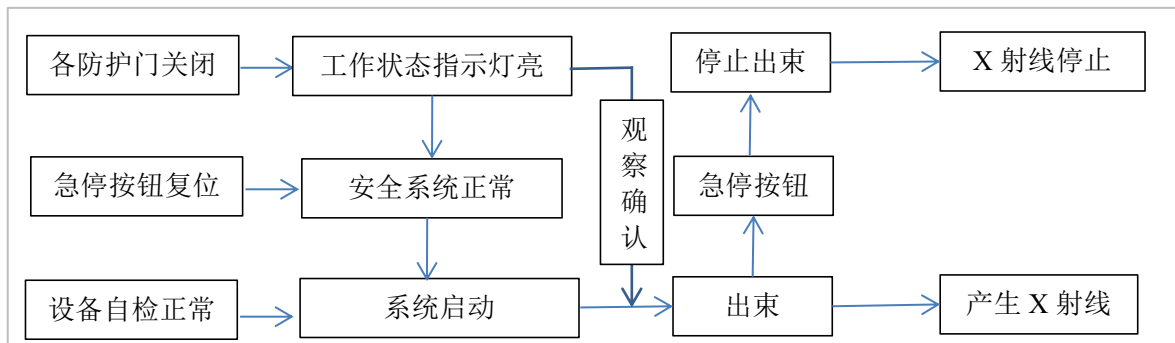 各防护门关闭
工作状态指示灯亮
停止出束
X 射线停止
观察确认
急停按钮复位
安全系统正常
急停按钮
设备自检正常
系统启动
出束
产生 X 射线